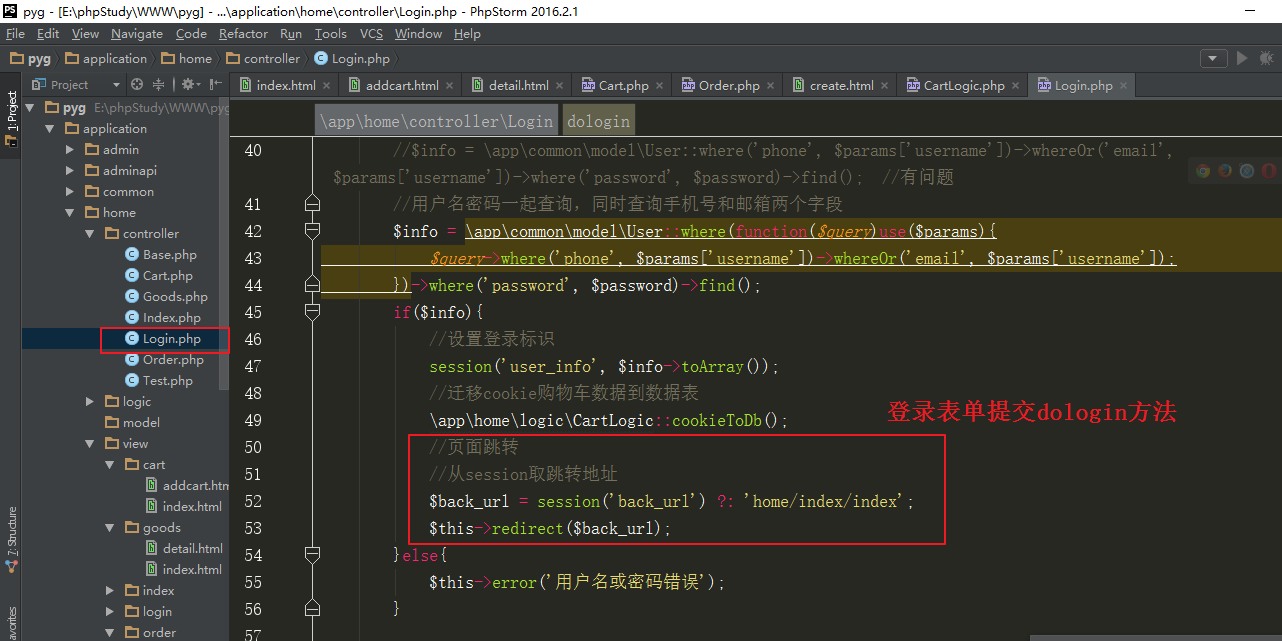 pyg - [E:\phpStudy\WWW\pyg] - ...\application\home\controller\Login.php - PhpStorm 2016.2.1
File Edit View Navigate Code Refactor Run Tools VCS Window Help
pyg application home controller Login.php
Project index.html addcart.html detail.html Cart.php Order.php create.html CartLogic.php Login.php
1: Project
7: Structure
pyg E:\phpStudy\WWW\pyg
application
admin
adminapi
common
home
controller
Base.php
Cart.php
Goods.php
Index.php
Login.php
Order.php
Test.php
logic
model
view
cart
addcart.htm
index.html
goods
detail.html
index.html
index
login
order
\app\home\controller\Login dologin
40 //$info = \app\common\model\User::where('phone', $params['username'])->whereOr('email',
$params['username'])->where('password', $password)->find(); //有问题
41 //用户名密码一起查询，同时查询手机号和邮箱两个字段
42 $info = \app\common\model\User::where(function($query)use($params){
43 $query->where('phone', $params['username'])->whereOr('email', $params['username']);
44 })->where('password', $password)->find();
45 if($info){
46 //设置登录标识
47 session('user_info', $info->toArray());
48 //迁移cookie购物车数据到数据表
49 \app\home\logic\CartLogic::cookieToDb();
50 //页面跳转
51 //从session取跳转地址
52 $back_url = session('back_url') ?: 'home/index/index';
53 $this->redirect($back_url);
54 }else{
55 $this->error('用户名或密码错误');
56 }
57
登录表单提交dologin方法